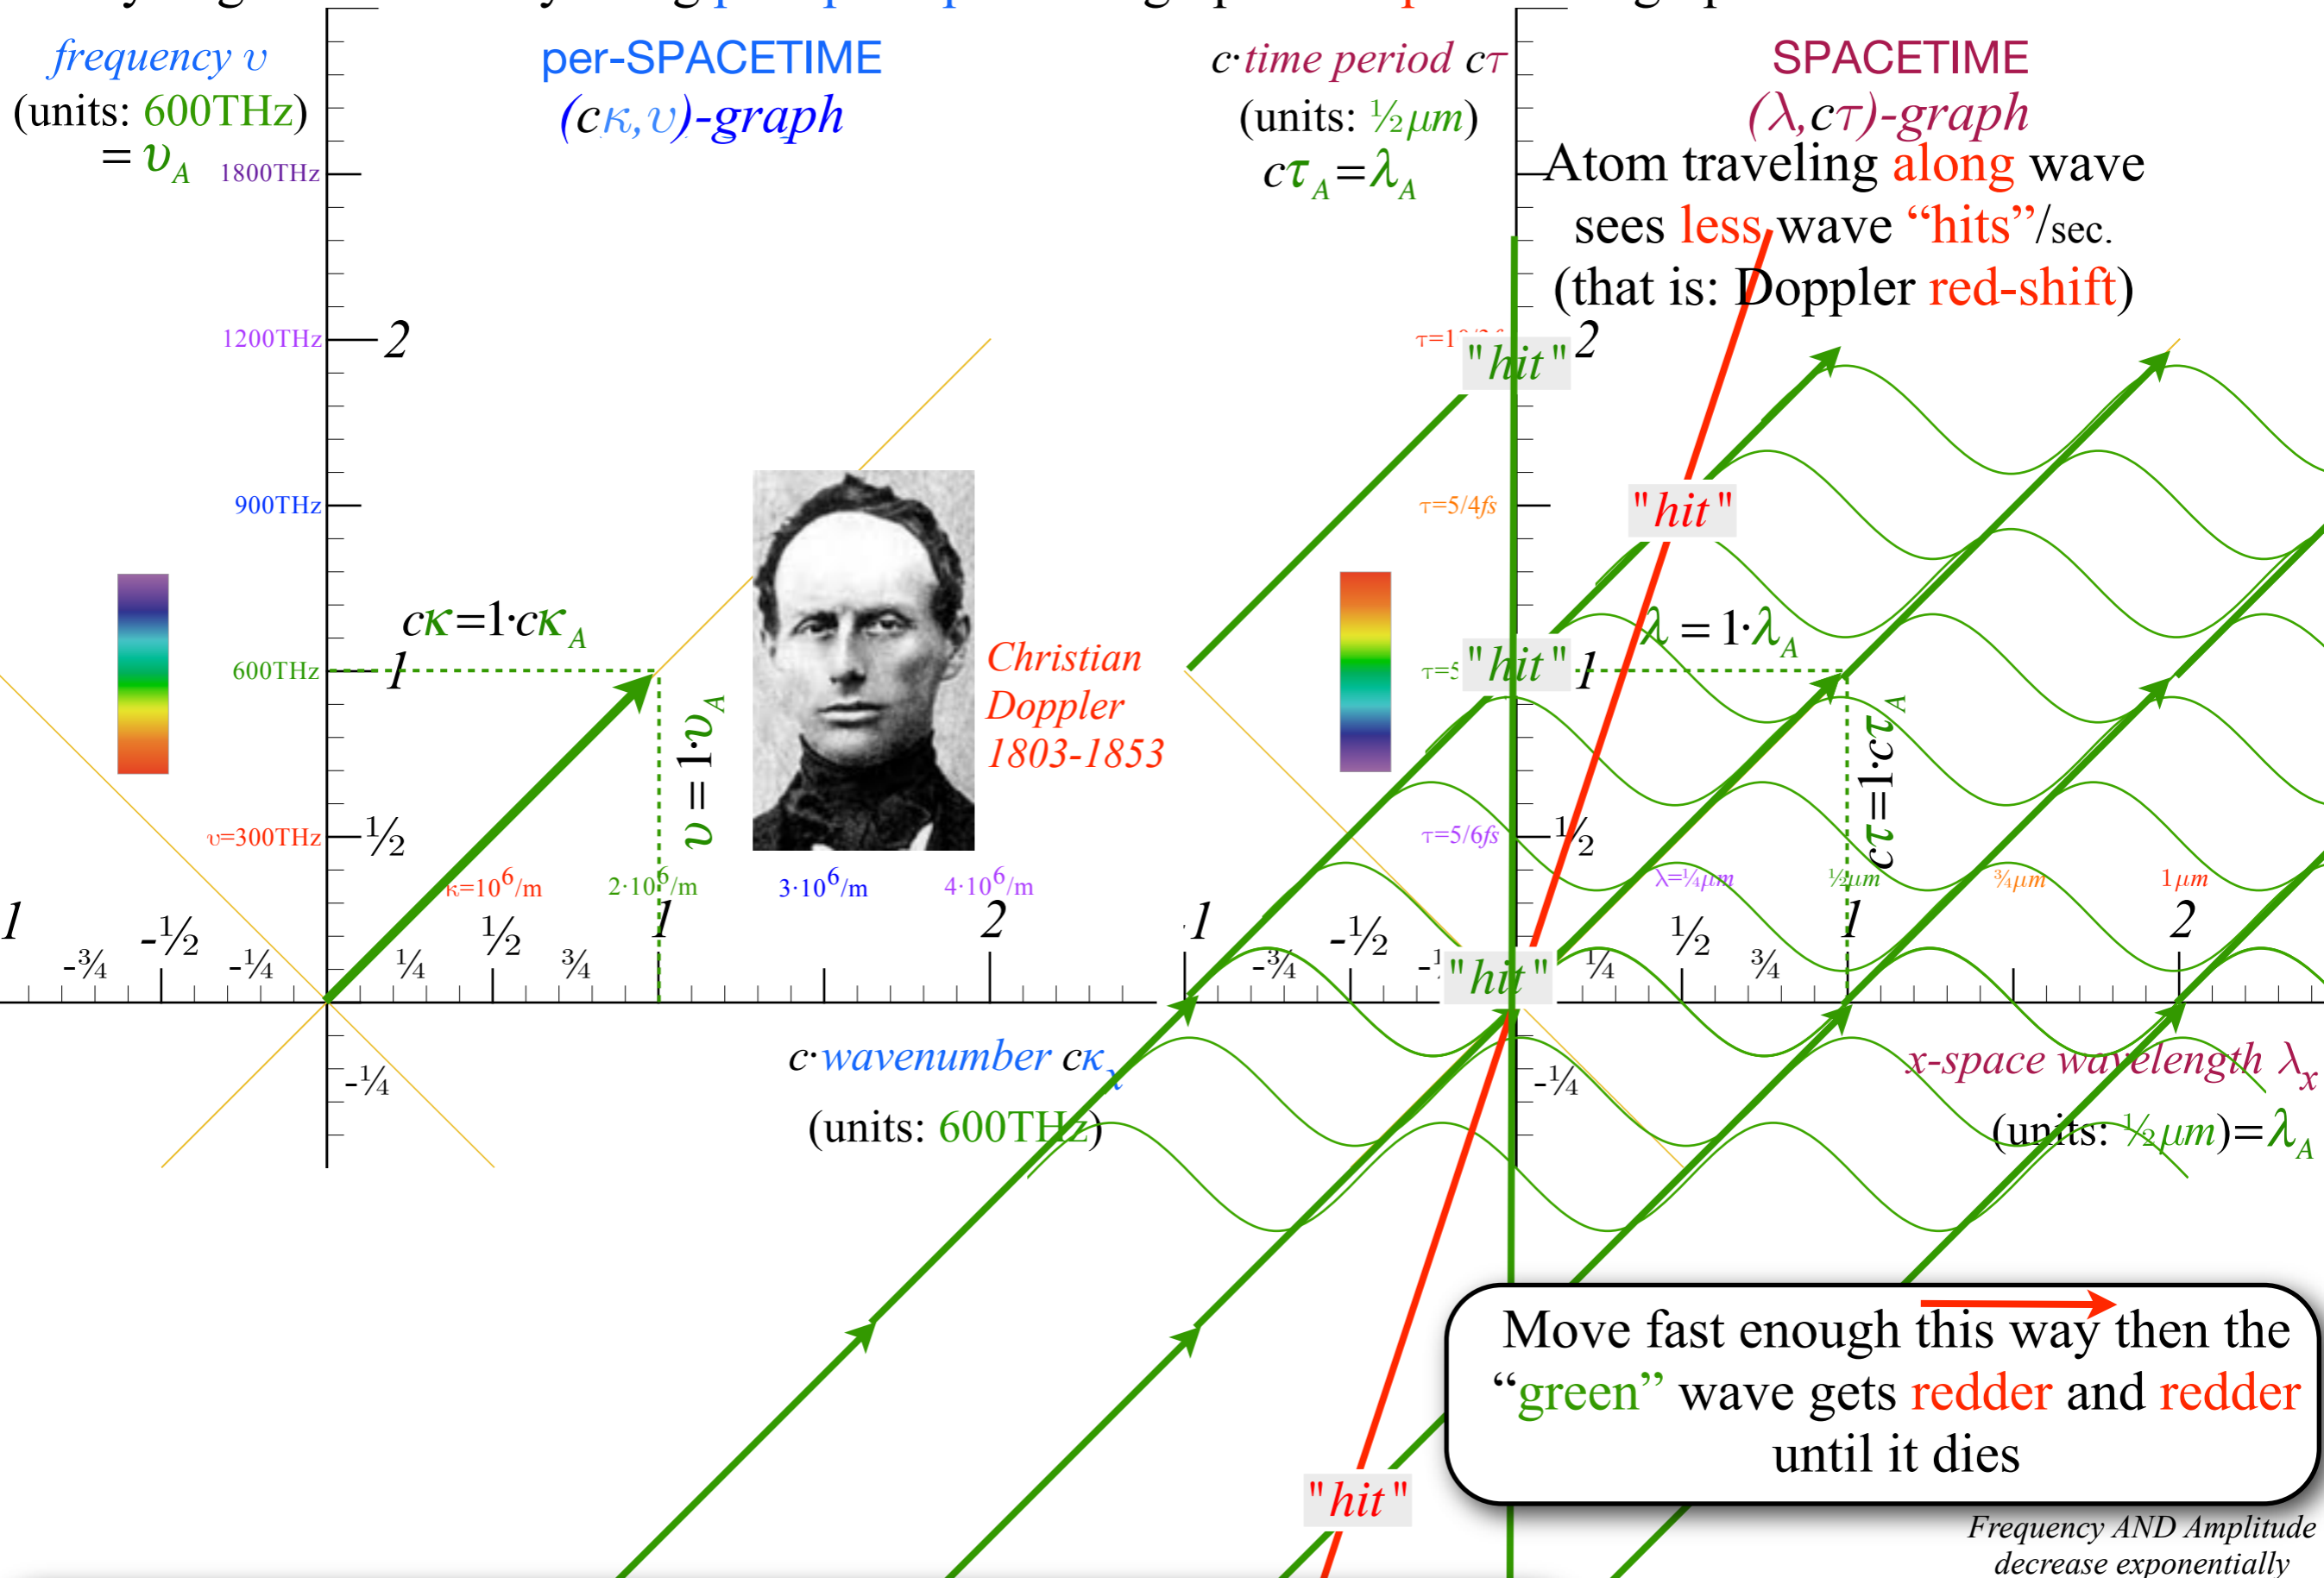 frequency υ
(units: 600THz)
= υA
per-SPACETIME
(cκ,υ)-graph
c·time period cτ
(units: ½μm)
cτA=λA
SPACETIME
(λ,cτ)-graph
Atom traveling along wave
sees less wave “hits”/sec.
(that is: Doppler red-shift)
1800THz
1200THz
2
900THz
600THz
1
υ=300THz
½
cκ=1·cκA
υ=1·υA
Christian
Doppler
1803-1853
κ=10⁶/m
2·10⁶/m
3·10⁶/m
4·10⁶/m
1
-¾
-½
-¼
¼
½
¾
1
2
-¼
c·wavenumber cκx
(units: 600THz)
"hit"
2
τ=5/4fs
"hit"
"hit"
1
λ = 1·λA
cτ=1·cτA
τ=5/6fs
½
λ=¼μm
½μm
¾μm
1μm
1
-¾
-½
"hit"
¼
½
¾
1
2
-¼
x-space wavelength λx
(units: ½μm)=λA
Move fast enough this way then the
“green” wave gets redder and redder
until it dies
"hit"
Frequency AND Amplitude
decrease exponentially